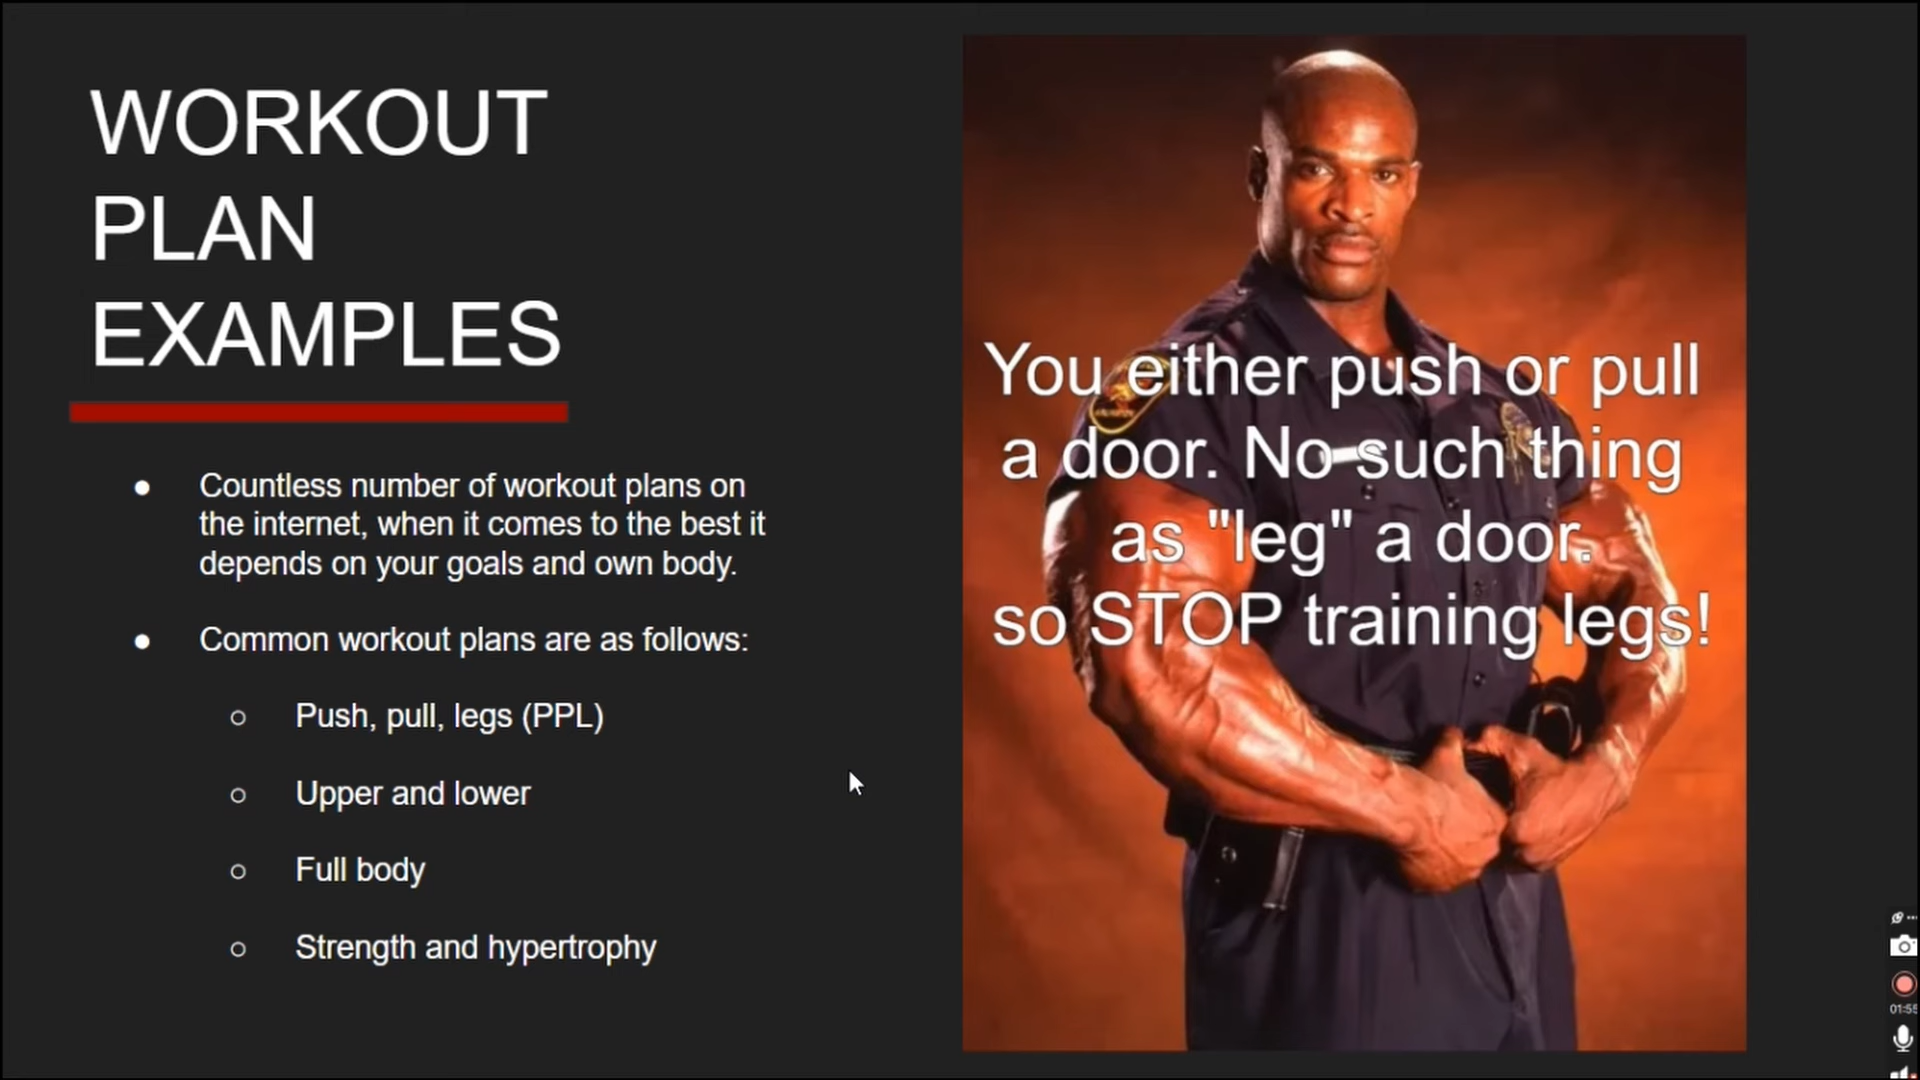 WORKOUT
PLAN
EXAMPLES
Countless number of workout plans on
the internet, when it comes to the best it
depends on your goals and own body.
Common workout plans are as follows:
Push, pull, legs (PPL)
Upper and lower
Full body
Strength and hypertrophy
You either push or pull
a door. No such thing
as "leg" a door.
so STOP training legs!
01:55